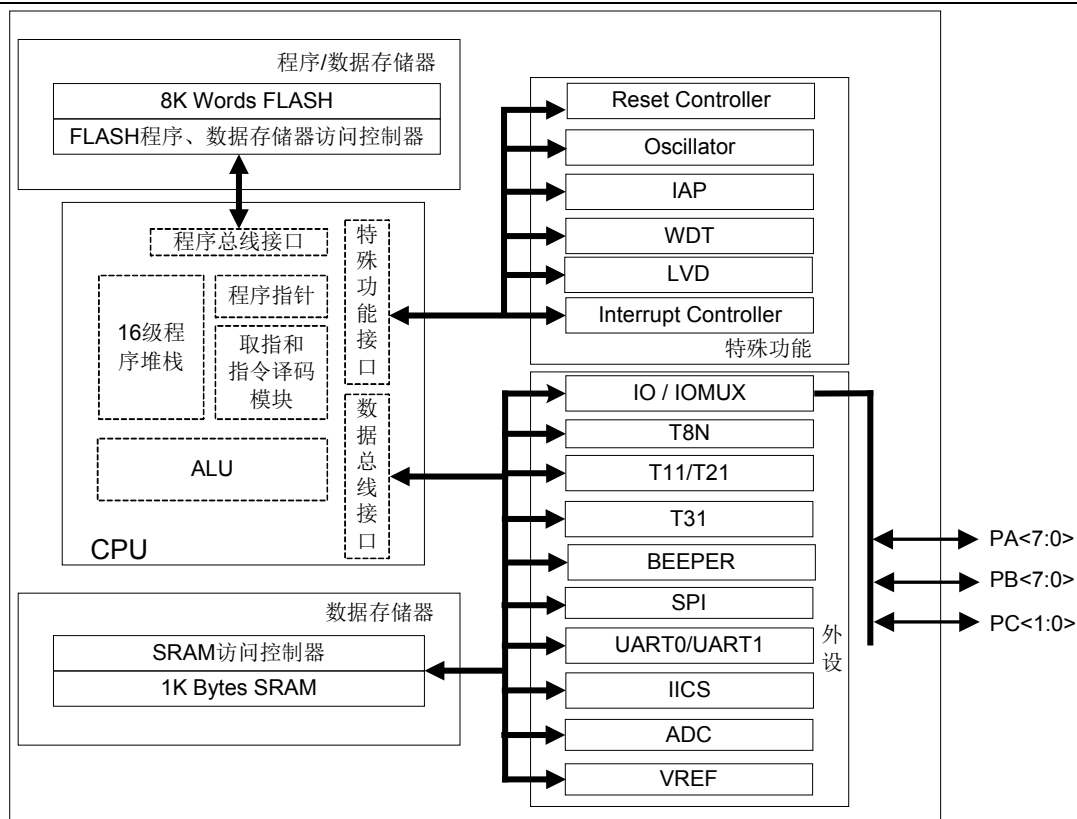 程序/数据存储器
8K Words FLASH
FLASH程序、数据存储器访问控制器
程序总线接口
特
殊
功
能
接
口
程序指针
16级程
序堆栈
取指和
指令译码
模块
数
据
总
线
接
口
ALU
CPU
数据存储器
SRAM访问控制器
1K Bytes SRAM
Reset Controller
Oscillator
IAP
WDT
LVD
Interrupt Controller
特殊功能
IO / IOMUX
T8N
T11/T21
T31
BEEPER
SPI
UART0/UART1
IICS
ADC
VREF
外
设
PA<7:0>
PB<7:0>
PC<1:0>